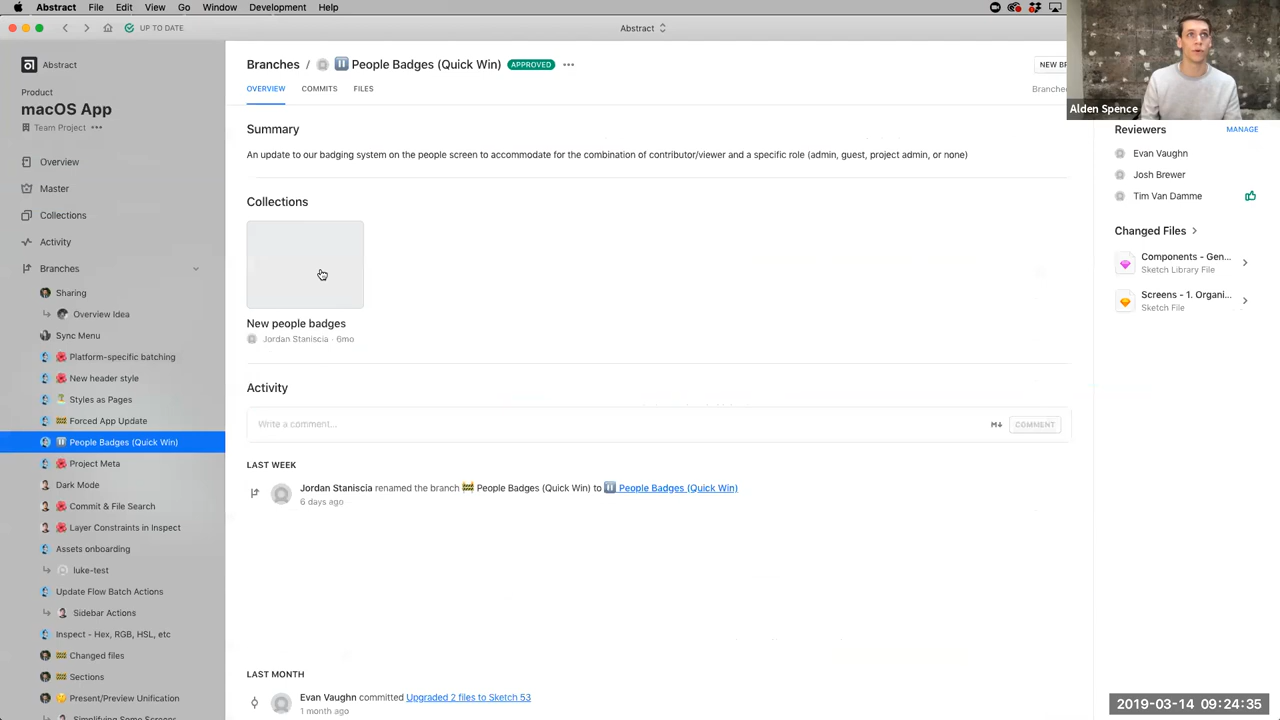 Abstract File Edit View Go Window Development Help
UP TO DATE
Abstract
Abstract
Product
macOS App
Team Project
Overview
Master
Collections
Activity
Branches
Sharing
Overview Idea
Sync Menu
Platform-specific batching
New header style
Styles as Pages
Forced App Update
People Badges (Quick Win)
Project Meta
Dark Mode
Commit & File Search
Layer Constraints in Inspect
Assets onboarding
luke-test
Update Flow Batch Actions
Sidebar Actions
Inspect - Hex, RGB, HSL, etc
Changed files
Sections
Present/Preview Unification
Simplifying Some Screens
Branches / People Badges (Quick Win) APPROVED
NEW BR
OVERVIEW COMMITS FILES
Branched
Summary
An update to our badging system on the people screen to accommodate for the combination of contributor/viewer and a specific role (admin, guest, project admin, or none)
Collections
New people badges
Jordan Staniscia · 6mo
Activity
Write a comment...
M↓ COMMENT
LAST WEEK
Jordan Staniscia renamed the branch 🚧 People Badges (Quick Win) to ⏸ People Badges (Quick Win)
6 days ago
LAST MONTH
Evan Vaughn committed Upgraded 2 files to Sketch 53
1 month ago
Alden Spence
Reviewers MANAGE
Evan Vaughn
Josh Brewer
Tim Van Damme
Changed Files
Components - Gen...
Sketch Library File
Screens - 1. Organi...
Sketch File
2019-03-14 09:24:35